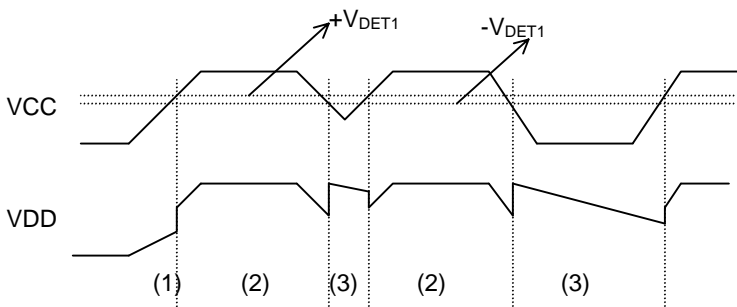 +VDET1
-VDET1
VCC
VDD
(1) (2) (3) (2) (3)